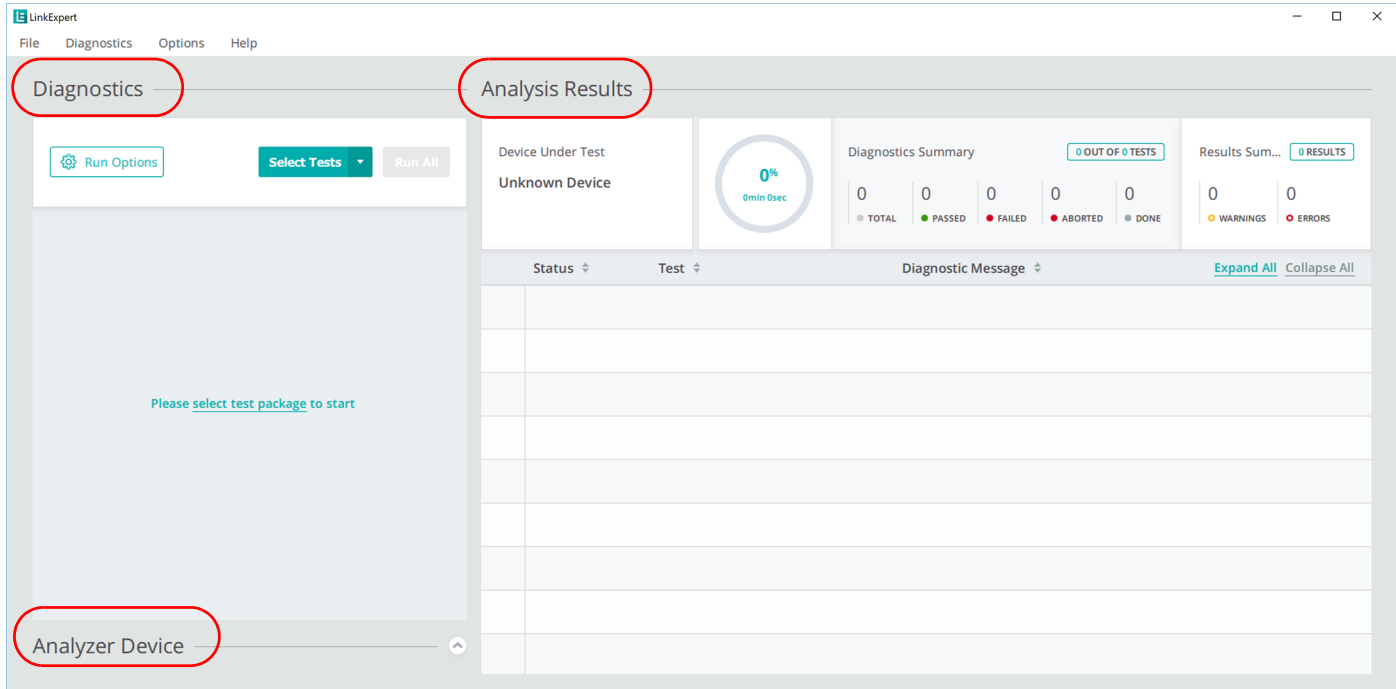 LinkExpert
File Diagnostics Options Help
Diagnostics
Run Options Select Tests Run All
Please select test package to start
Analyzer Device
Analysis Results
Device Under Test
Unknown Device
0%
0min 0sec
Diagnostics Summary 0 OUT OF 0 TESTS
0 0 0 0 0
TOTAL PASSED FAILED ABORTED DONE
Results Sum... 0 RESULTS
0 0
WARNINGS ERRORS
Status Test Diagnostic Message Expand All Collapse All